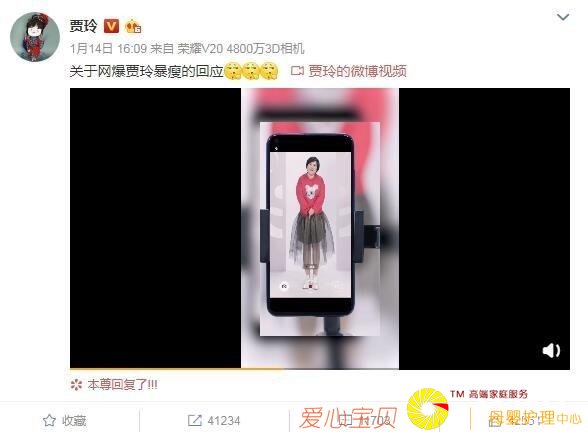 贾玲
1月14日 16:09 来自 荣耀V20 4800万3D相机
关于网爆贾玲暴瘦的回应 贾玲的微博视频
本尊回复了!!!
TM 高端家庭服务
收藏 41234 爱心宝贝 母婴护理中心